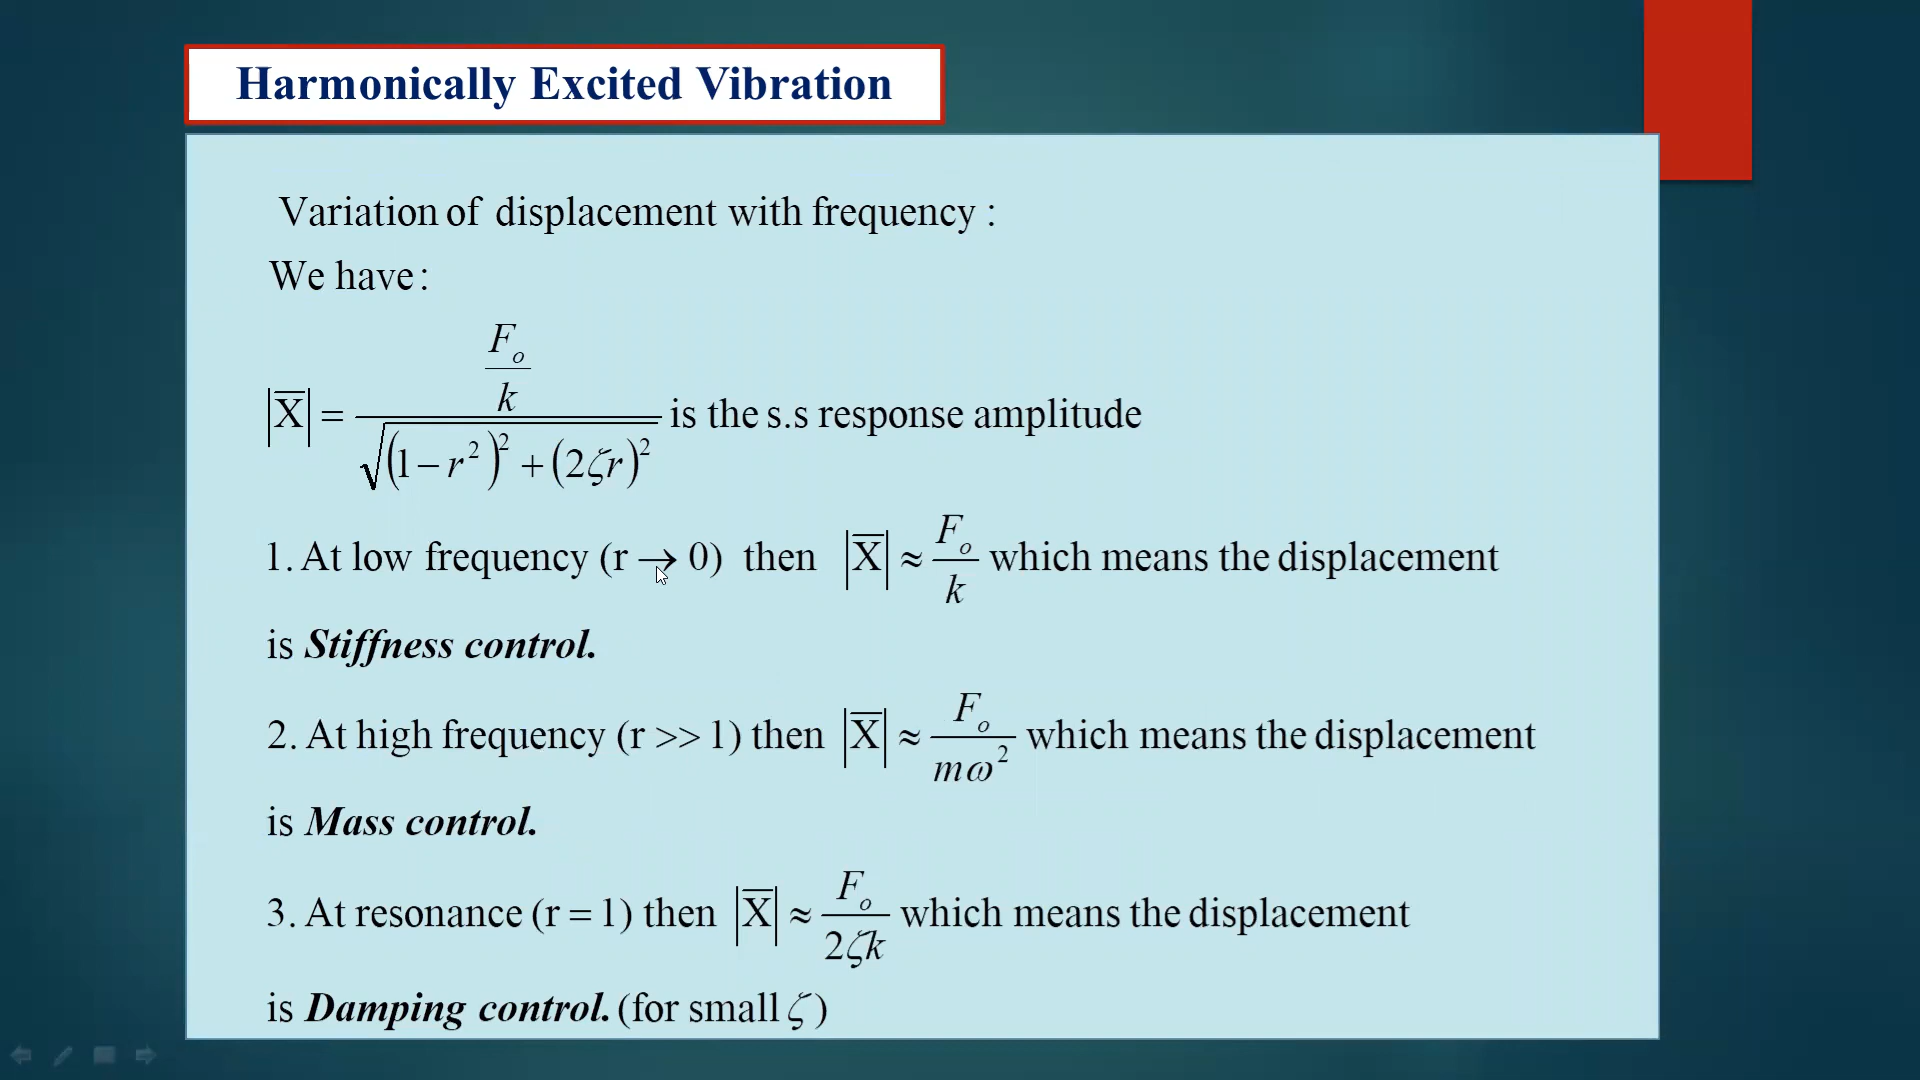 Harmonically Excited Vibration
Variation of displacement with frequency :
We have :
|X̅| = (F_o/k) / √((1 − r²)² + (2ζr)²) is the s.s response amplitude
1. At low frequency (r → 0) then |X̅| ≈ F_o/k which means the displacement
is Stiffness control.
2. At high frequency (r >> 1) then |X̅| ≈ F_o/mω² which means the displacement
is Mass control.
3. At resonance (r = 1) then |X̅| ≈ F_o/2ζk which means the displacement
is Damping control. (for small ζ)